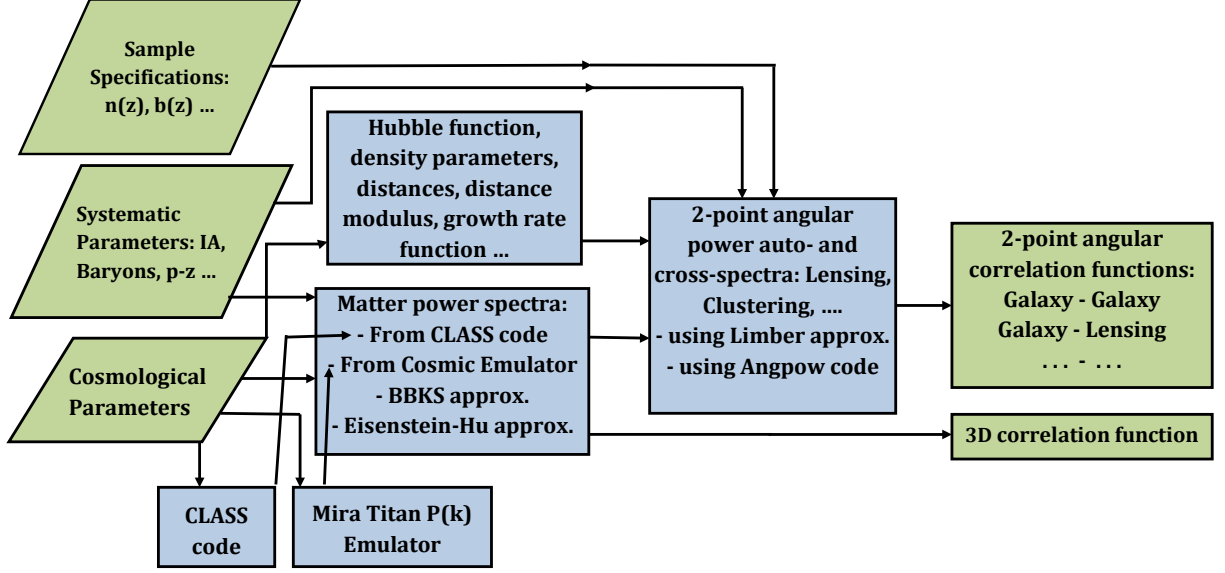 Sample
Specifications:
n(z), b(z) ...
Systematic
Parameters: IA,
Baryons, p-z ...
Cosmological
Parameters
Hubble function,
density parameters,
distances, distance
modulus, growth rate
function ...
Matter power spectra:
- From CLASS code
- From Cosmic Emulator
- BBKS approx.
- Eisenstein-Hu approx.
CLASS
code
Mira Titan P(k)
Emulator
2-point angular
power auto- and
cross-spectra: Lensing,
Clustering, ....
- using Limber approx.
- using Angpow code
2-point angular
correlation functions:
Galaxy - Galaxy
Galaxy - Lensing
. . . - . . .
3D correlation function